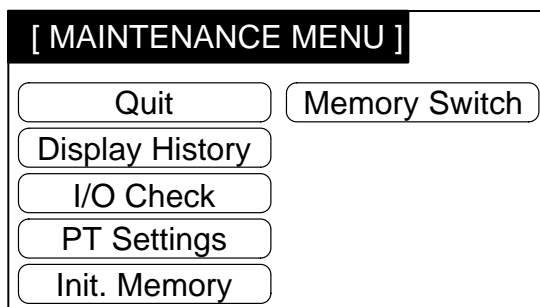 [ MAINTENANCE MENU ]
Quit Memory Switch
Display History
I/O Check
PT Settings
Init. Memory